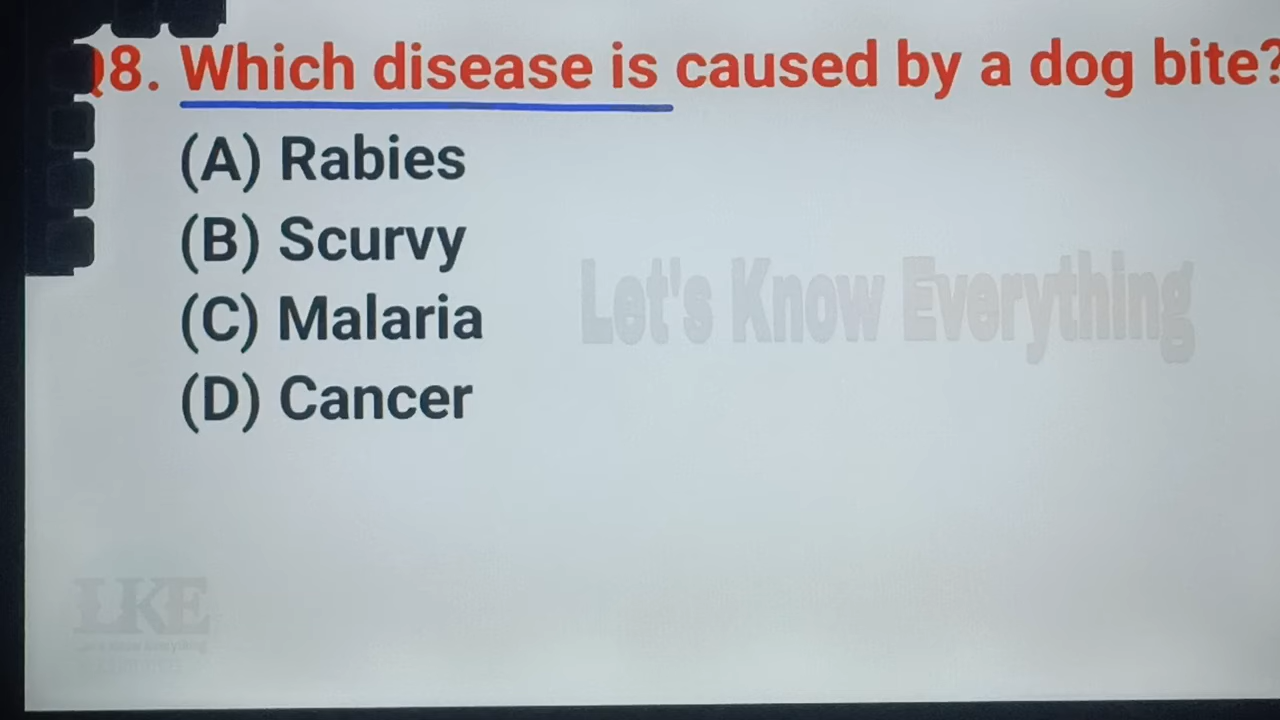 Q8. Which disease is caused by a dog bite?
(A) Rabies
(B) Scurvy
(C) Malaria
(D) Cancer
Let's Know Everything
LKE